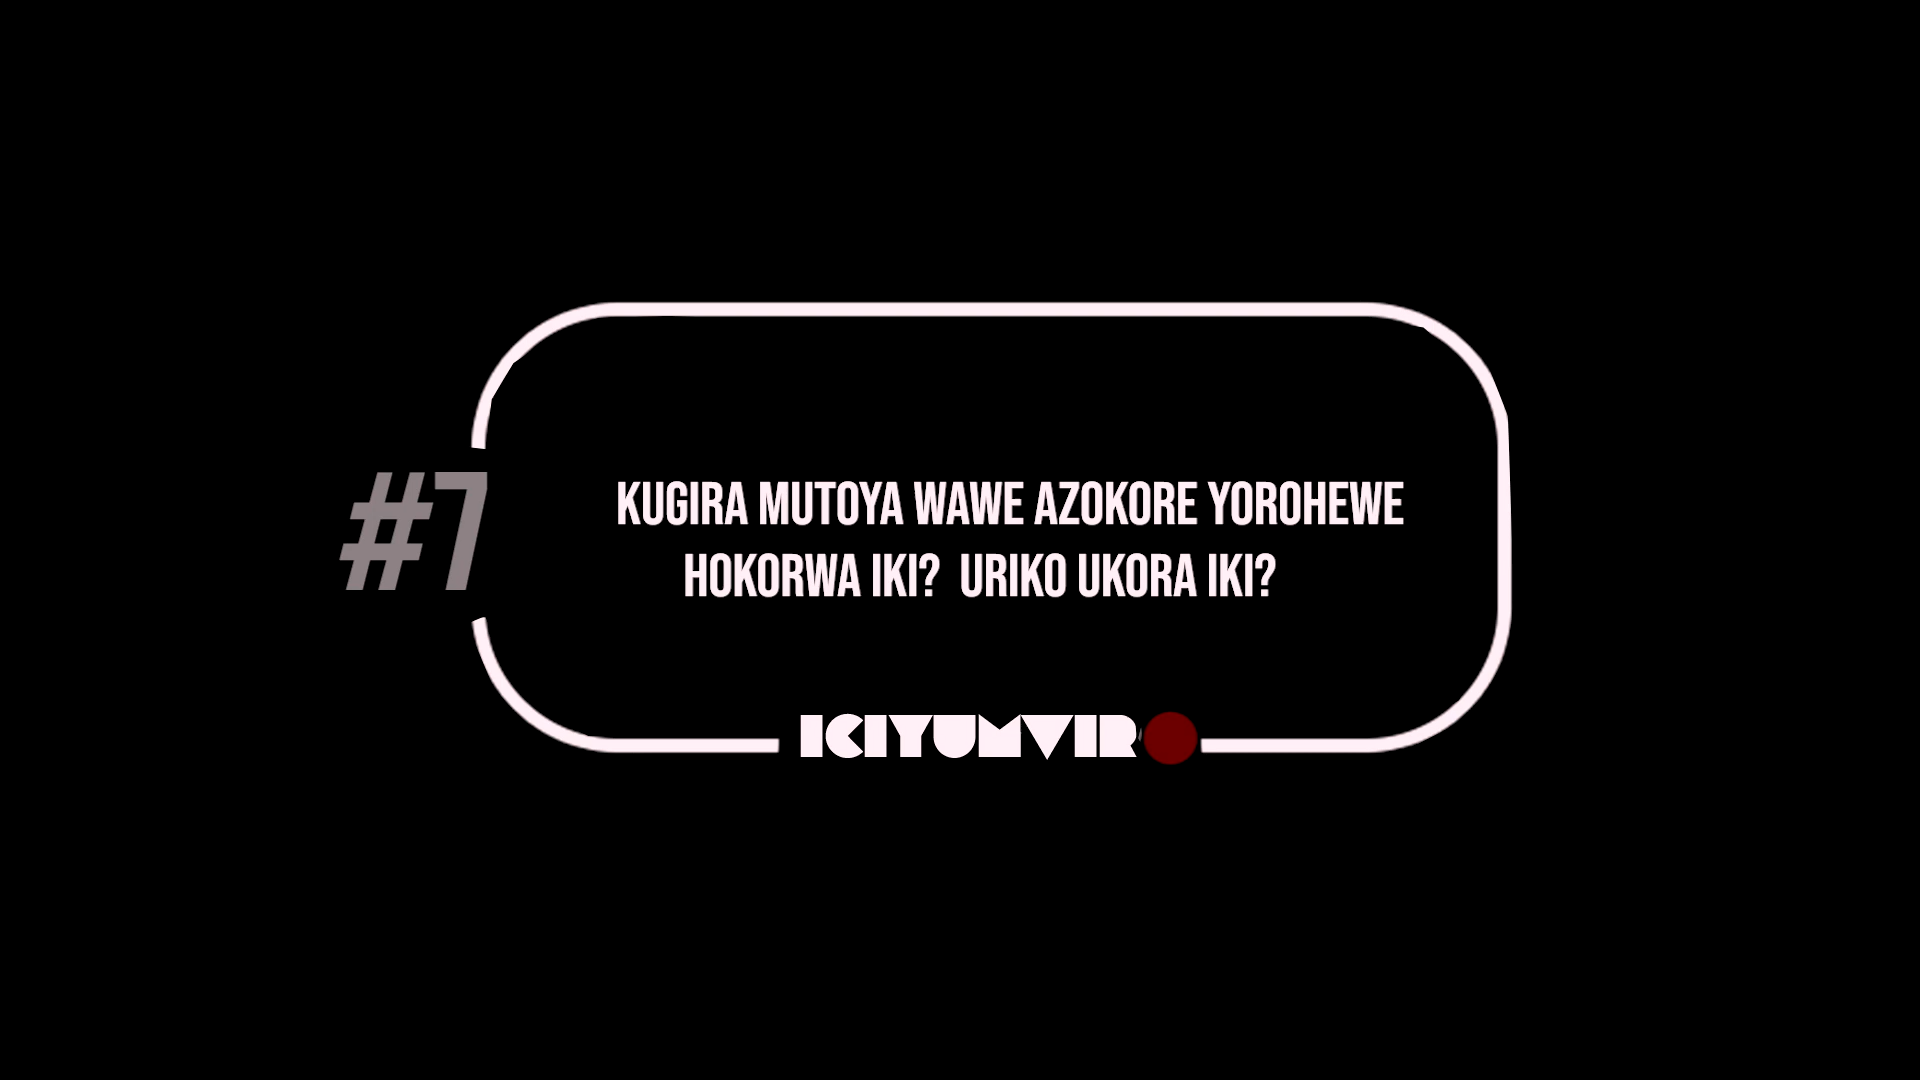 #7
KUGIRA MUTOYA WAWE AZOKORE YOROHEWE
HOKORWA IKI? URIKO UKORA IKI?
ICIYUMVIRO